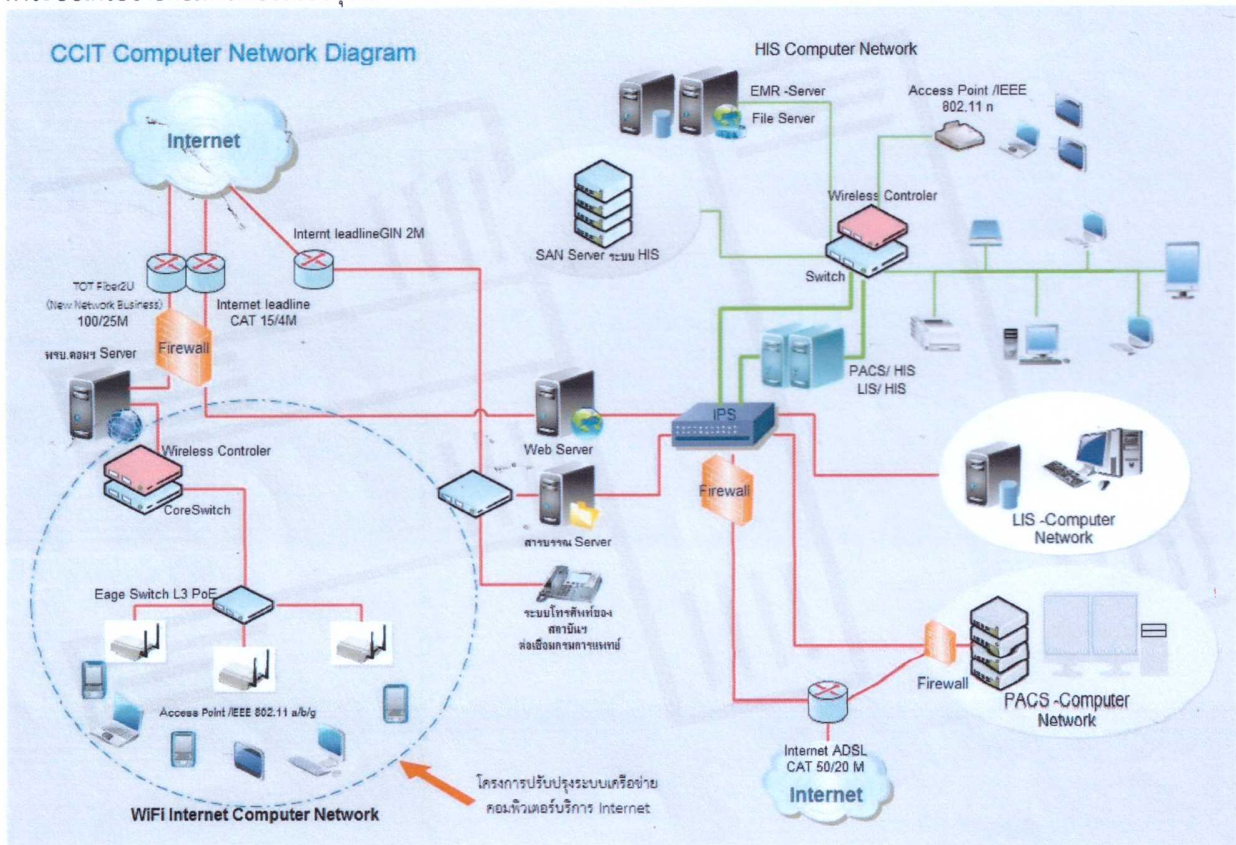 CCIT Computer Network Diagram
HIS Computer Network
EMR -Server
File Server
Access Point /IEEE
802.11 n
Internet
Wireless Controler
Internt leadlineGIN 2M
SAN Server ระบบ HIS
Switch
TOT Fiber2U
(New Network Business)
100/25M
Internet leadline
CAT 15/4M
Firewall
พรบ.คอมฯ Server
PACS/ HIS
LIS/ HIS
IPS
Web Server
Wireless Controler
CoreSwitch
Firewall
สารบรรณ Server
LIS -Computer
Network
Eage Switch L3 PoE
ระบบโทรศัพท์ของ
สถาบันฯ
ต่อเชื่อมกรมการแพทย์
Firewall
PACS -Computer
Network
Access Point /IEEE 802.11 a/b/g
Internet ADSL
CAT 50/20 M
Internet
โครงการปรับปรุงระบบเครือข่าย
คอมพิวเตอร์บริการ Internet
WiFi Internet Computer Network